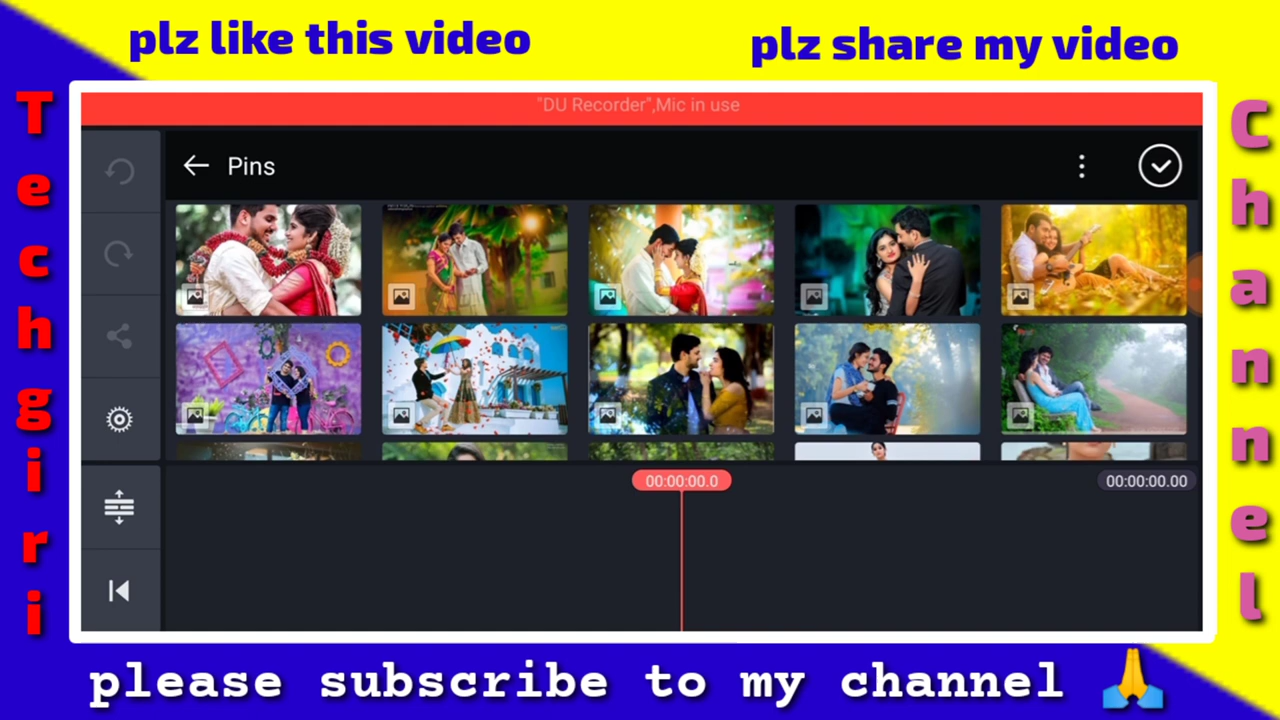 plz like this video
plz share my video
Techgiri
Channel
"DU Recorder",Mic in use
Pins
00:00:00.0
00:00:00.00
please subscribe to my channel 🙏